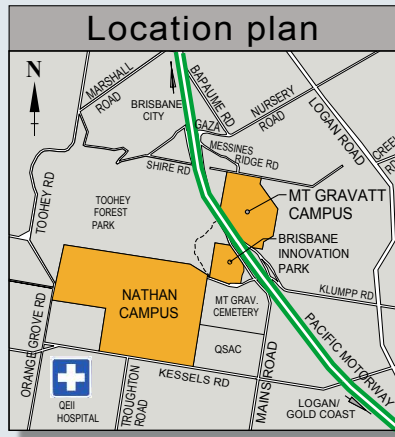 Location plan
N
MARSHALL
ROAD
BRISBANE
CITY
BAPAUME RD
NURSERY
ROAD
LOGAN ROAD
GAZA
MESSINES
RIDGE RD
SHIRE RD
TOOHEY RD
TOOHEY
FOREST
PARK
MT GRAVATT
CAMPUS
BRISBANE
INNOVATION
PARK
KLUMPP RD
NATHAN
CAMPUS
MT GRAV.
CEMETERY
QSAC
PACIFIC MOTORWAY
ORANGE GROVE RD
KESSELS RD
MAINS ROAD
QEII
HOSPITAL
TROUGHTON
ROAD
LOGAN/
GOLD COAST